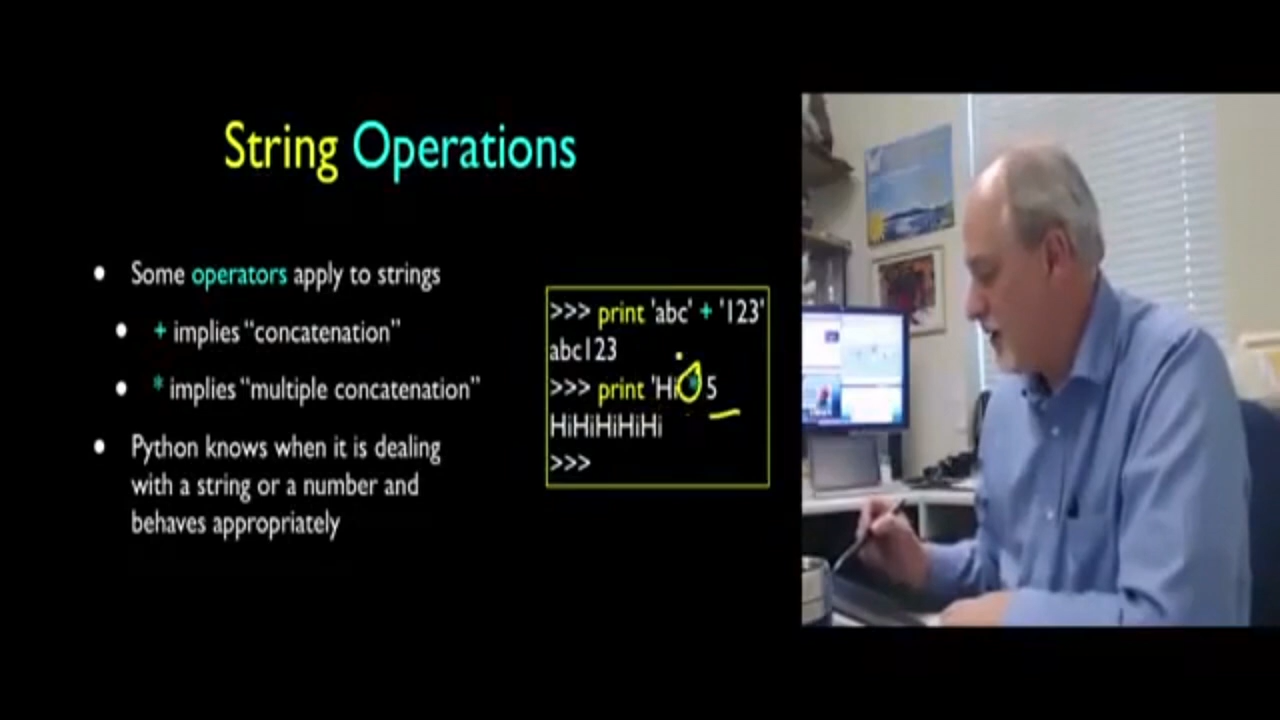 String Operations
Some operators apply to strings
+ implies “concatenation”
* implies “multiple concatenation”
Python knows when it is dealing
with a string or a number and
behaves appropriately
>>> print 'abc' + '123'
abc123
>>> print 'Hi * 5
HiHiHiHiHi
>>>